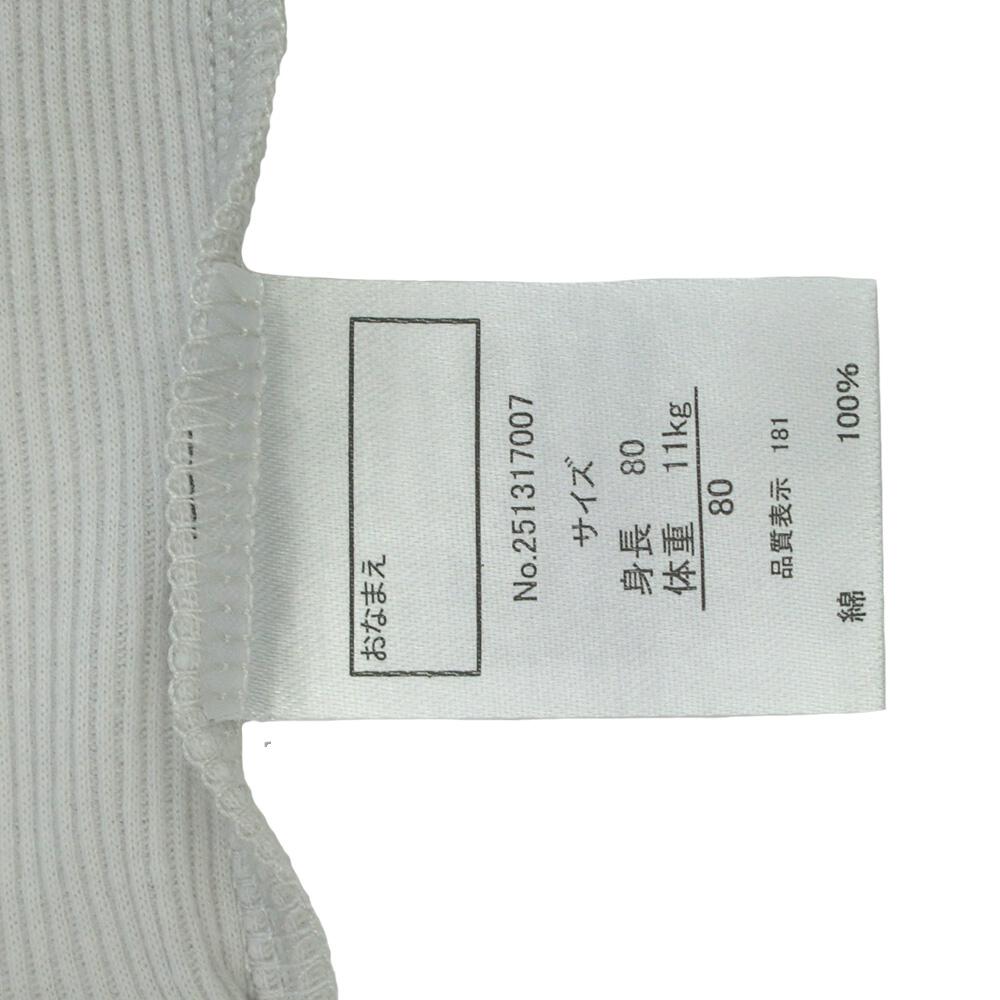 おなまえ
No.251317007
サイズ
身長 80
体重 11kg
80
品質表示 181
綿 100%